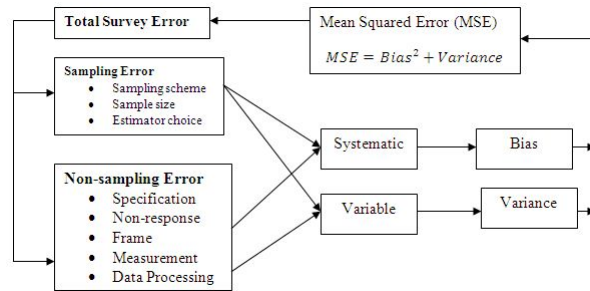 Total Survey Error
Mean Squared Error (MSE)
MSE = Bias² + Variance
Sampling Error
• Sampling scheme
• Sample size
• Estimator choice
Systematic
Bias
Non-sampling Error
• Specification
• Non-response
• Frame
• Measurement
• Data Processing
Variable
Variance